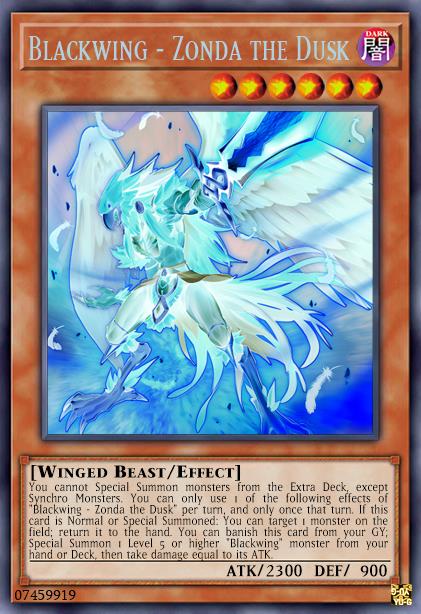 Blackwing - Zonda the Dusk
DARK
闇
[Winged Beast/Effect]
You cannot Special Summon monsters from the Extra Deck, except
Synchro Monsters. You can only use 1 of the following effects of
"Blackwing - Zonda the Dusk" per turn, and only once that turn. If this
card is Normal or Special Summoned: You can target 1 monster on the
field; return it to the hand. You can banish this card from your GY;
Special Summon 1 Level 5 or higher "Blackwing" monster from your
hand or Deck, then take damage equal to its ATK.
ATK/2300 DEF/ 900
07459919